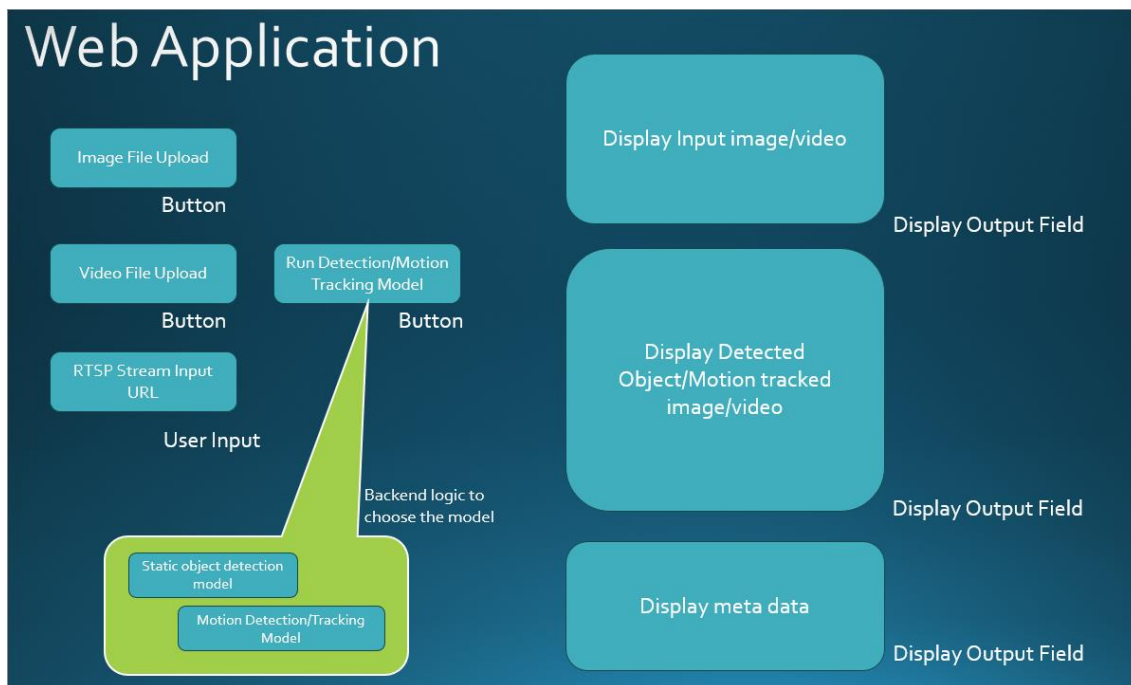 Web Application
Image File Upload
Button
Video File Upload
Button
RTSP Stream Input
URL
User Input
Run Detection/Motion
Tracking Model
Button
Backend logic to
choose the model
Static object detection
model
Motion Detection/Tracking
Model
Display Input image/video
Display Output Field
Display Detected
Object/Motion tracked
image/video
Display Output Field
Display meta data
Display Output Field